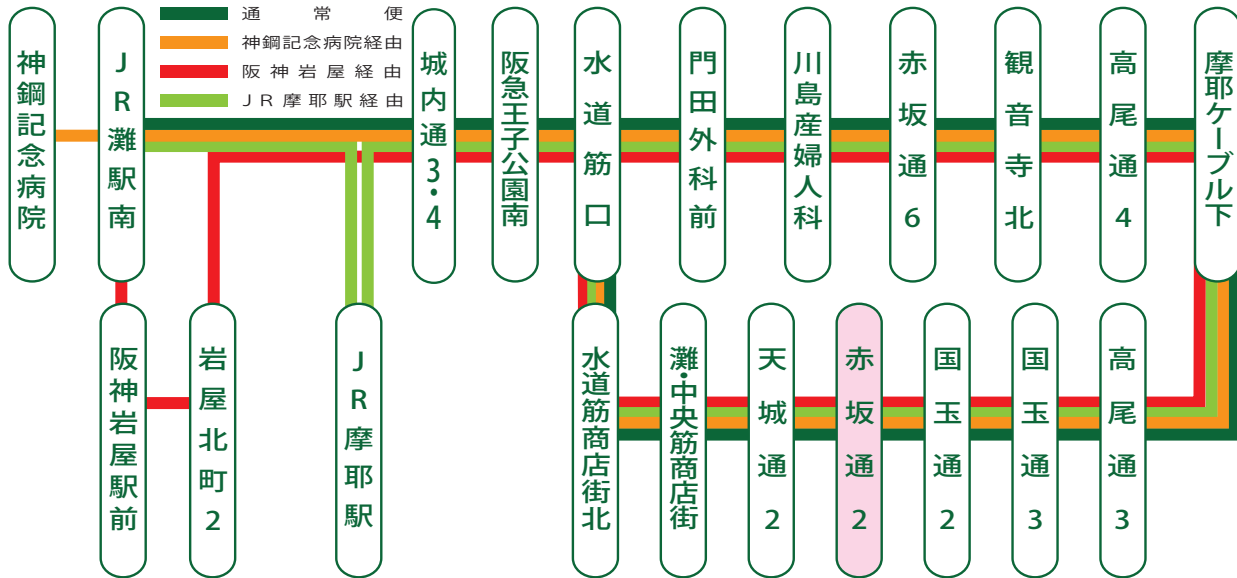 通常便
神鋼記念病院経由
阪神岩屋経由
JR摩耶駅経由
神鋼記念病院
JR灘駅南
城内通3・4
阪急王子公園南
水道筋口
門田外科前
川島産婦人科
赤坂通6
観音寺北
高尾通4
摩耶ケーブル下
阪神岩屋駅前
岩屋北町2
JR摩耶駅
水道筋商店街北
灘・中央筋商店街
天城通2
赤坂通2
国玉通2
国玉通3
高尾通3